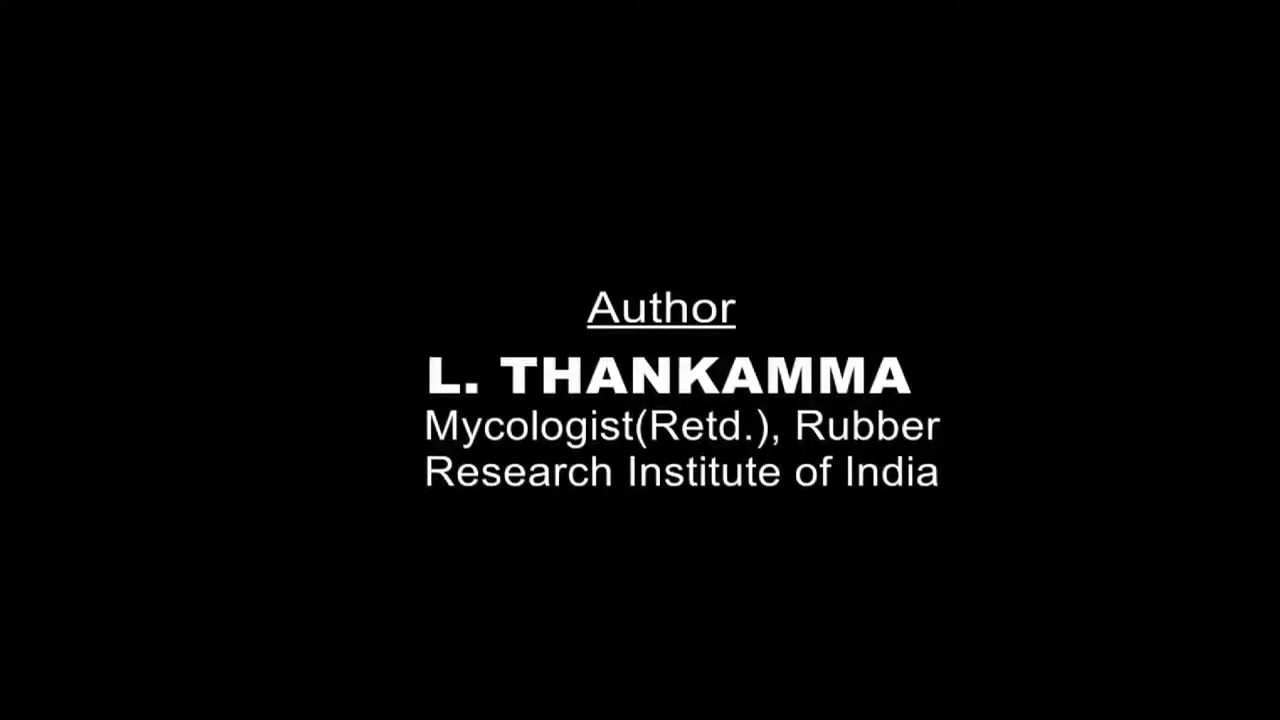 Author
L. THANKAMMA
Mycologist(Retd.), Rubber
Research Institute of India